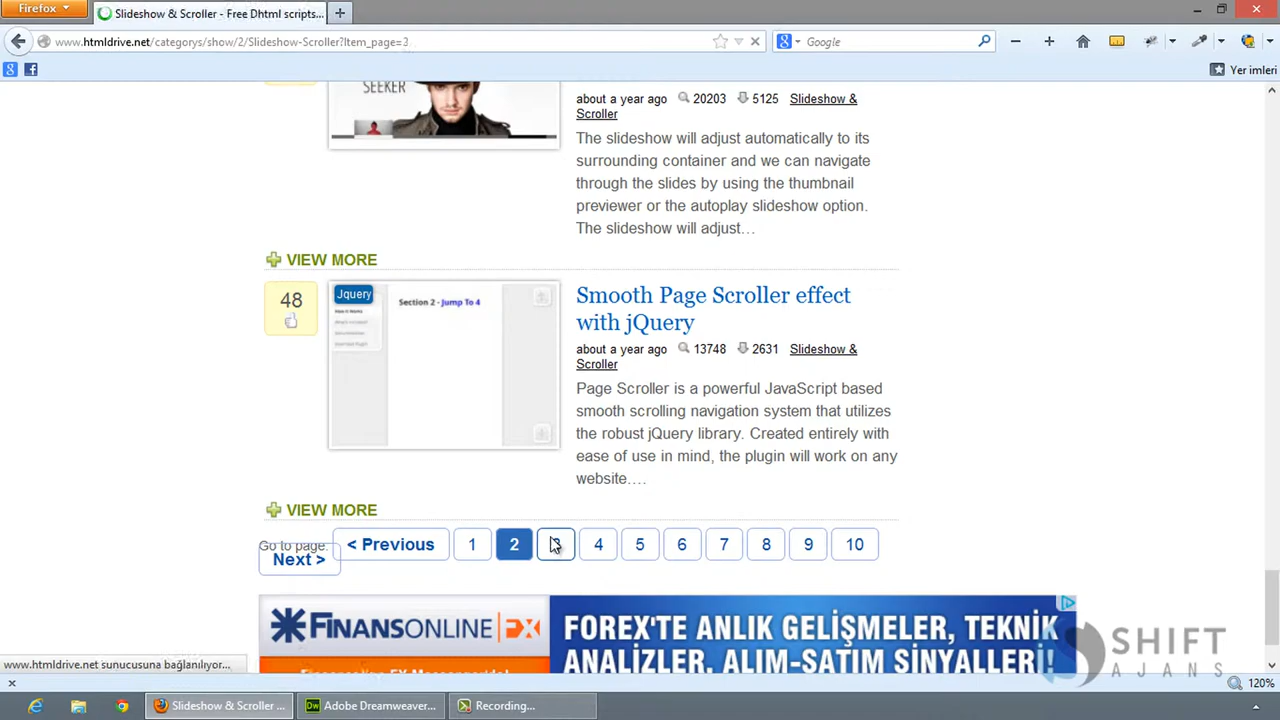 Firefox
Slideshow & Scroller - Free Dhtml scripts...
www.htmldrive.net/categorys/show/2/Slideshow-Scroller?Item_page=3
Google
Yer imleri
SEEKER
about a year ago 20203 5125 Slideshow &
Scroller
The slideshow will adjust automatically to its
surrounding container and we can navigate
through the slides by using the thumbnail
previewer or the autoplay slideshow option.
The slideshow will adjust…
VIEW MORE
48
Jquery
Section 2 - Jump To 4
Smooth Page Scroller effect
with jQuery
about a year ago 13748 2631 Slideshow &
Scroller
Page Scroller is a powerful JavaScript based
smooth scrolling navigation system that utilizes
the robust jQuery library. Created entirely with
ease of use in mind, the plugin will work on any
website.…
VIEW MORE
Go to page: < Previous 1 2 3 4 5 6 7 8 9 10
Next >
FINANSONLINE FX
FOREX'TE ANLIK GELİŞMELER, TEKNİK
ANALİZLER, ALIM-SATIM SİNYALLERİ!
SHIFT
AJANS
www.htmldrive.net sunucusuna bağlanılıyor...
120%
Slideshow & Scroller ...
Dw Adobe Dreamweaver...
Recording...